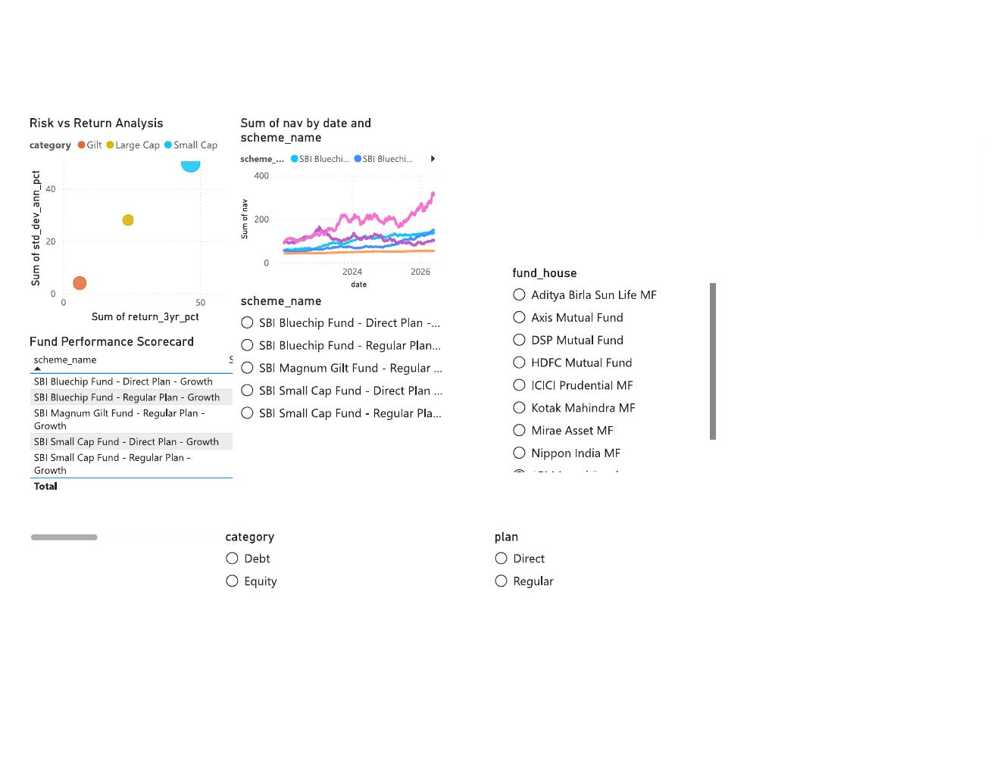 Risk vs Return Analysis
category Gilt Large Cap Small Cap
Sum of std_dev_ann_pct
40
20
0
0 50
Sum of return_3yr_pct
Fund Performance Scorecard
scheme_name S
SBI Bluechip Fund - Direct Plan - Growth
SBI Bluechip Fund - Regular Plan - Growth
SBI Magnum Gilt Fund - Regular Plan -
Growth
SBI Small Cap Fund - Direct Plan - Growth
SBI Small Cap Fund - Regular Plan -
Growth
Total
Sum of nav by date and
scheme_name
scheme_... SBI Bluechi... SBI Bluechi...
Sum of nav
400
200
0
2024 2026
date
scheme_name
SBI Bluechip Fund - Direct Plan -...
SBI Bluechip Fund - Regular Plan...
SBI Magnum Gilt Fund - Regular ...
SBI Small Cap Fund - Direct Plan ...
SBI Small Cap Fund - Regular Pla...
fund_house
Aditya Birla Sun Life MF
Axis Mutual Fund
DSP Mutual Fund
HDFC Mutual Fund
ICICI Prudential MF
Kotak Mahindra MF
Mirae Asset MF
Nippon India MF
category
Debt
Equity
plan
Direct
Regular